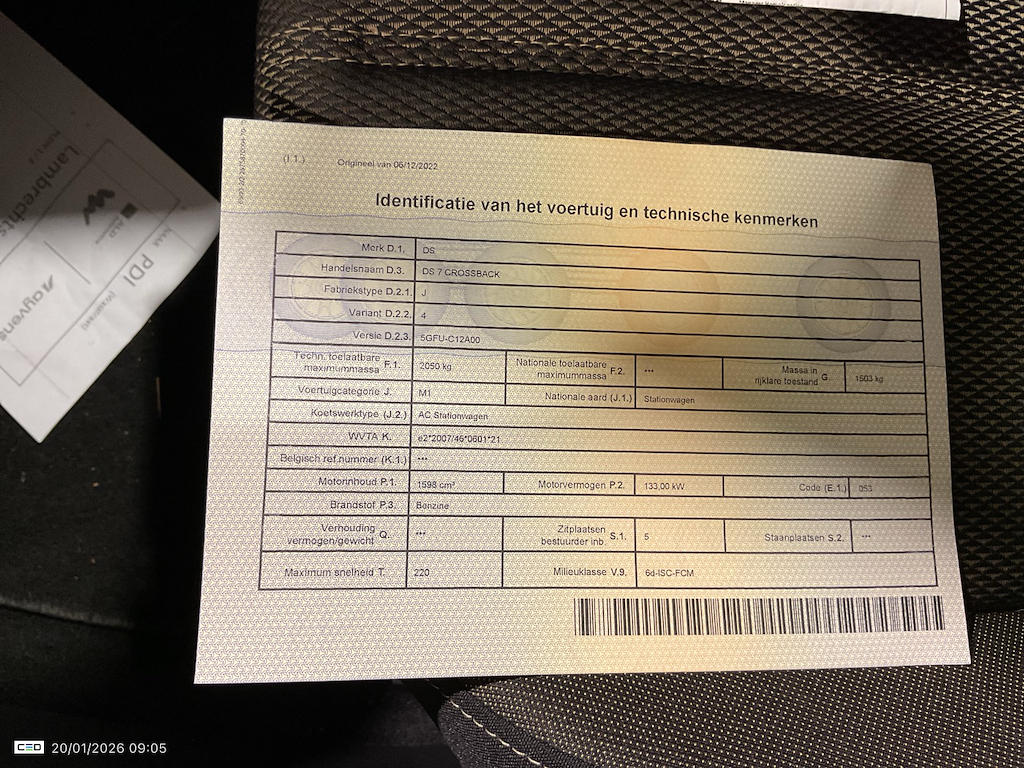 (I.1.) Origineel van 06/12/2022
Identificatie van het voertuig en technische kenmerken
Merk D.1. DS
Handelsnaam D.3. DS 7 CROSSBACK
Fabriekstype D.2.1. J
Variant D.2.2. 4
Versie D.2.3. 5GFU-C12A00
Techn. toelaatbare maximummassa F.1. 2050 kg Nationale toelaatbare maximummassa F.2. *** Massa in rijklare toestand G 1503 kg
Voertuigcategorie J. M1 Nationale aard (J.1.) Stationwagen
Koetswerktype (J.2.) AC Stationwagen
WVTA K. e2*2007/46*0601*21
Belgisch ref.nummer (K.1.) ***
Motorinhoud P.1. 1598 cm³ Motorvermogen P.2. 133,00 kW Code (E.1.) 053
Brandstof P.3. Benzine
Verhouding vermogen/gewicht Q. *** Zitplaatsen bestuurder inb. S.1. 5 Staanplaatsen S.2. ***
Maximum snelheid T. 220 Milieuklasse V.9. 6d-ISC-FCM
Lambrechts
ALD
NAAR
PDI
ayvens
CEO 20/01/2026 09:05